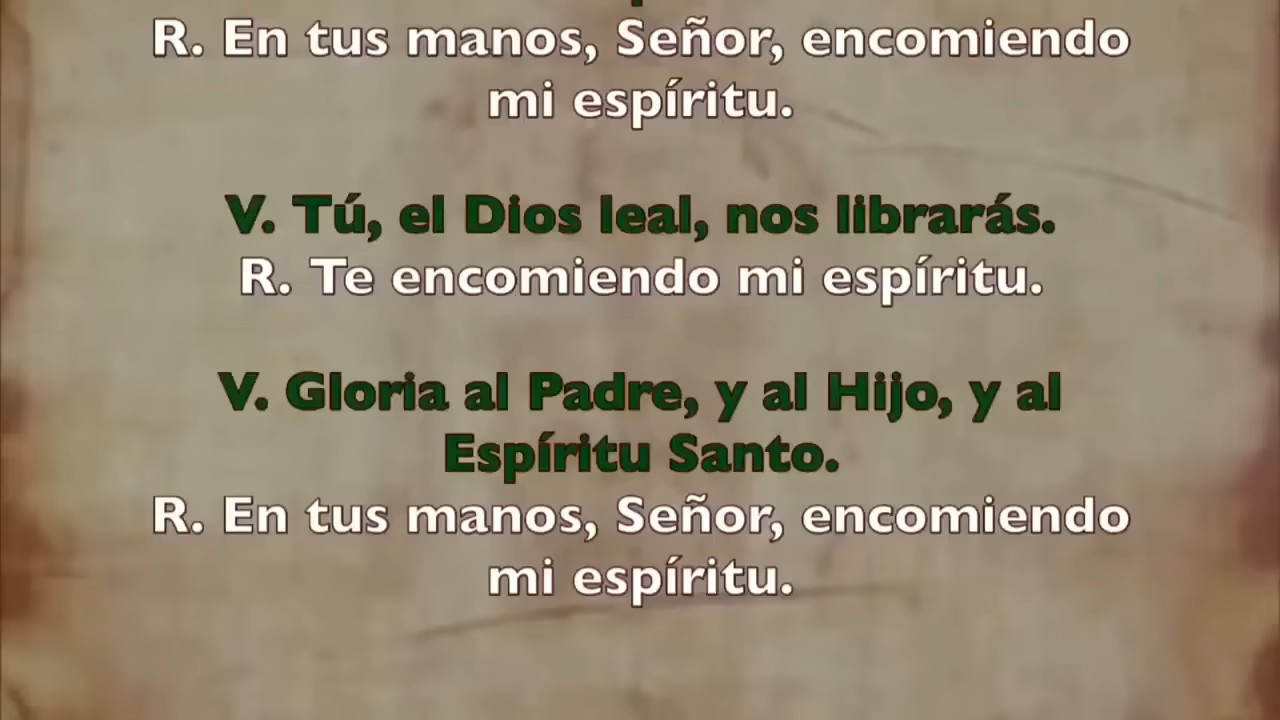 R. En tus manos, Señor, encomiendo
mi espíritu.
V. Tú, el Dios leal, nos librarás.
R. Te encomiendo mi espíritu.
V. Gloria al Padre, y al Hijo, y al
Espíritu Santo.
R. En tus manos, Señor, encomiendo
mi espíritu.